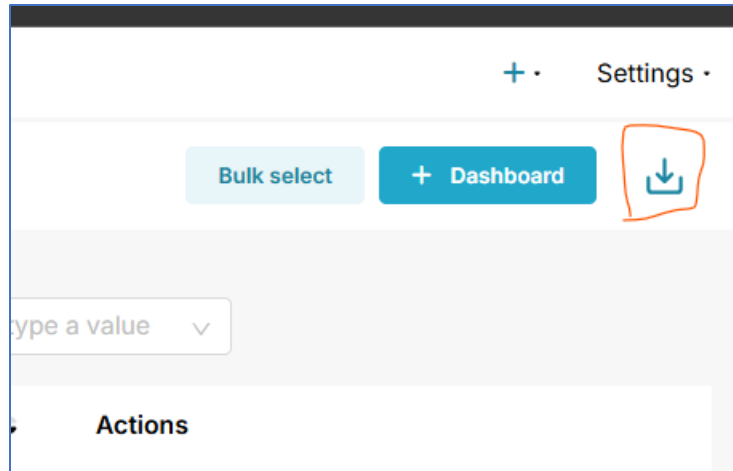 + · Settings ·
Bulk select + Dashboard
type a value
Actions